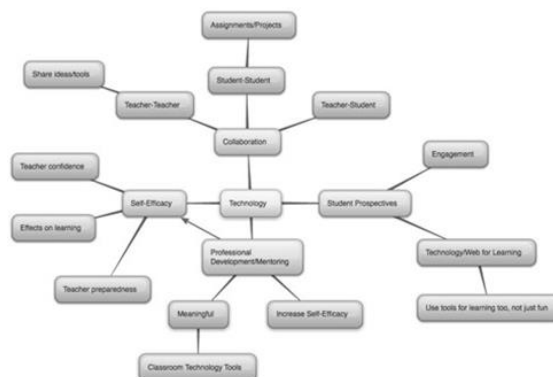 Assignments/Projects
Share ideas/tools
Student-Student
Teacher-Teacher
Teacher-Student
Collaboration
Engagement
Teacher confidence
Self-Efficacy
Technology
Student Prospectives
Effects on learning
Professional
Development/Mentoring
Technology/Web for Learning
Teacher preparedness
Meaningful
Increase Self-Efficacy
Use tools for learning too, not just fun
Classroom Technology Tools